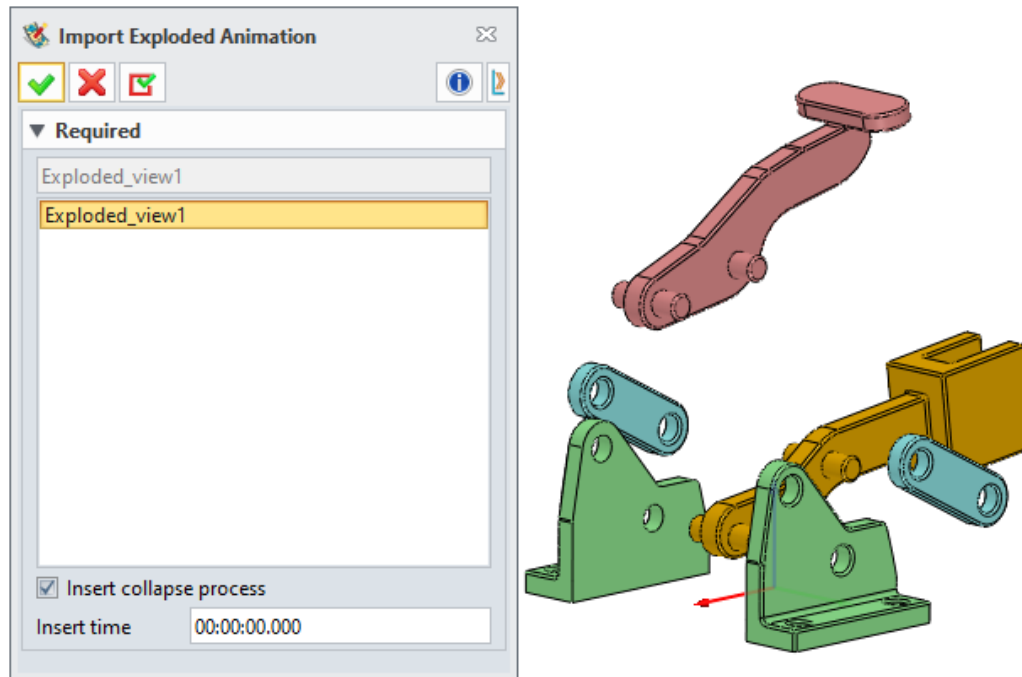 Import Exploded Animation
Required
Exploded_view1
Exploded_view1
Insert collapse process
Insert time 00:00:00.000